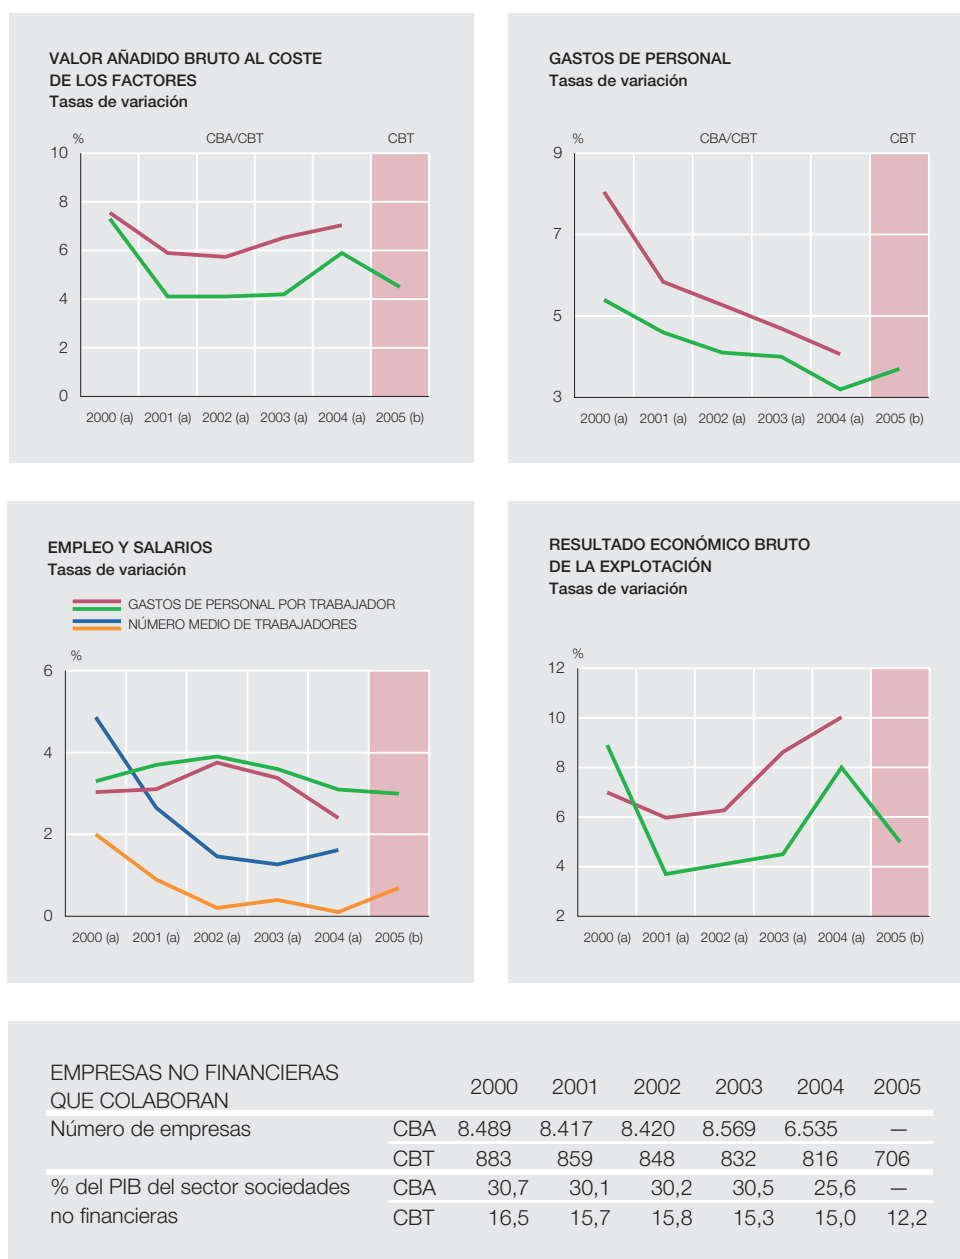 VALOR AÑADIDO BRUTO AL COSTE
DE LOS FACTORES
Tasas de variación
% CBA/CBT CBT
10
8
6
4
2
0
2000 (a) 2001 (a) 2002 (a) 2003 (a) 2004 (a) 2005 (b)
GASTOS DE PERSONAL
Tasas de variación
% CBA/CBT CBT
9
7
5
3
2000 (a) 2001 (a) 2002 (a) 2003 (a) 2004 (a) 2005 (b)
EMPLEO Y SALARIOS
Tasas de variación
GASTOS DE PERSONAL POR TRABAJADOR
NÚMERO MEDIO DE TRABAJADORES
%
6
4
2
0
2000 (a) 2001 (a) 2002 (a) 2003 (a) 2004 (a) 2005 (b)
RESULTADO ECONÓMICO BRUTO
DE LA EXPLOTACIÓN
Tasas de variación
%
12
10
8
6
4
2
2000 (a) 2001 (a) 2002 (a) 2003 (a) 2004 (a) 2005 (b)
EMPRESAS NO FINANCIERAS
QUE COLABORAN 2000 2001 2002 2003 2004 2005
Número de empresas CBA 8.489 8.417 8.420 8.569 6.535 —
CBT 883 859 848 832 816 706
% del PIB del sector sociedades CBA 30,7 30,1 30,2 30,5 25,6 —
no financieras CBT 16,5 15,7 15,8 15,3 15,0 12,2